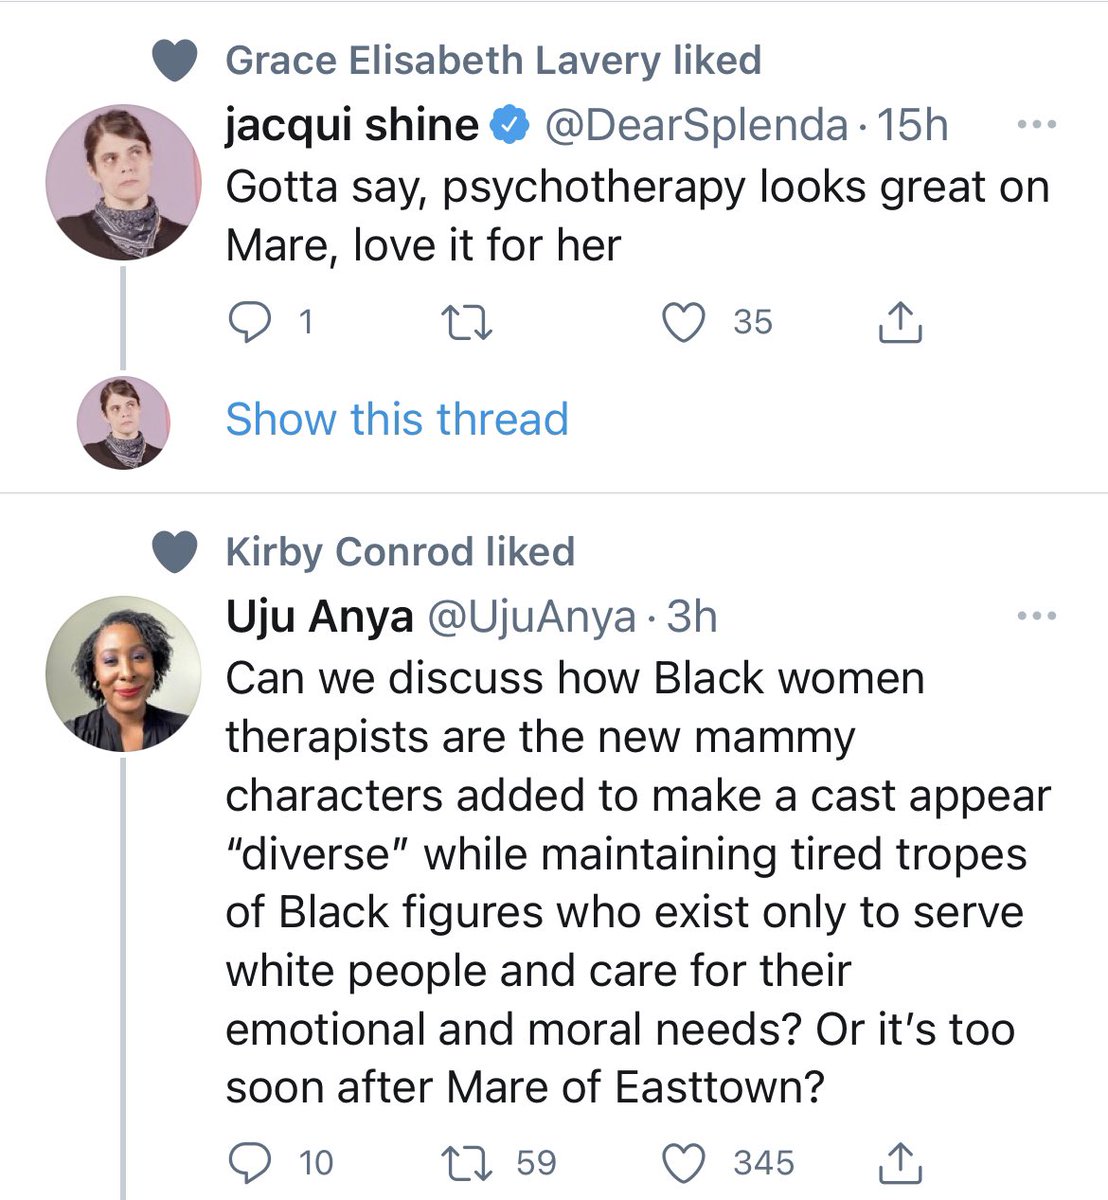 Grace Elisabeth Lavery liked
jacqui shine @DearSplenda · 15h
Gotta say, psychotherapy looks great on
Mare, love it for her
1 35
Show this thread
Kirby Conrod liked
Uju Anya @UjuAnya · 3h
Can we discuss how Black women
therapists are the new mammy
characters added to make a cast appear
“diverse” while maintaining tired tropes
of Black figures who exist only to serve
white people and care for their
emotional and moral needs? Or it’s too
soon after Mare of Easttown?
10 59 345